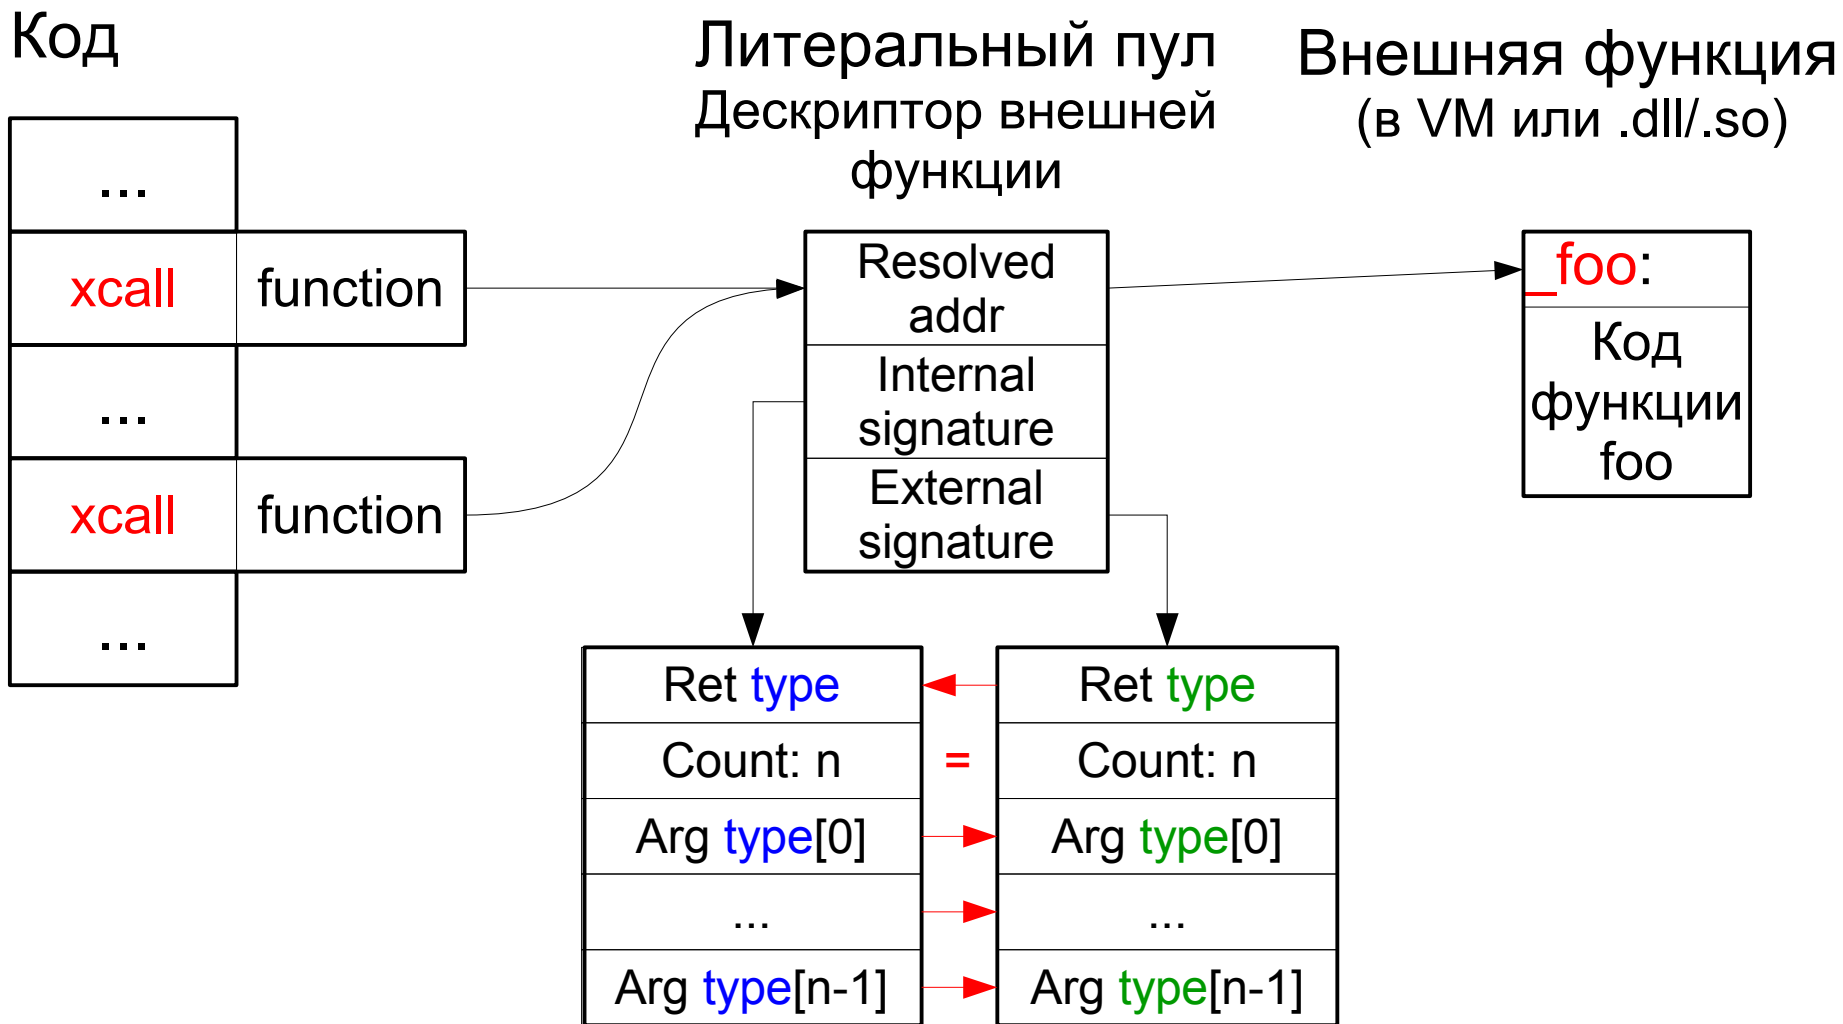 Код
Литеральный пул
Дескриптор внешней
функции
Внешняя функция
(в VM или .dll/.so)
...
xcall function
...
xcall function
...
Resolved
addr
Internal
signature
External
signature
_foo:
Код
функции
foo
Ret type
Ret type
Count: n
=
Count: n
Arg type[0]
Arg type[0]
...
...
Arg type[n-1]
Arg type[n-1]